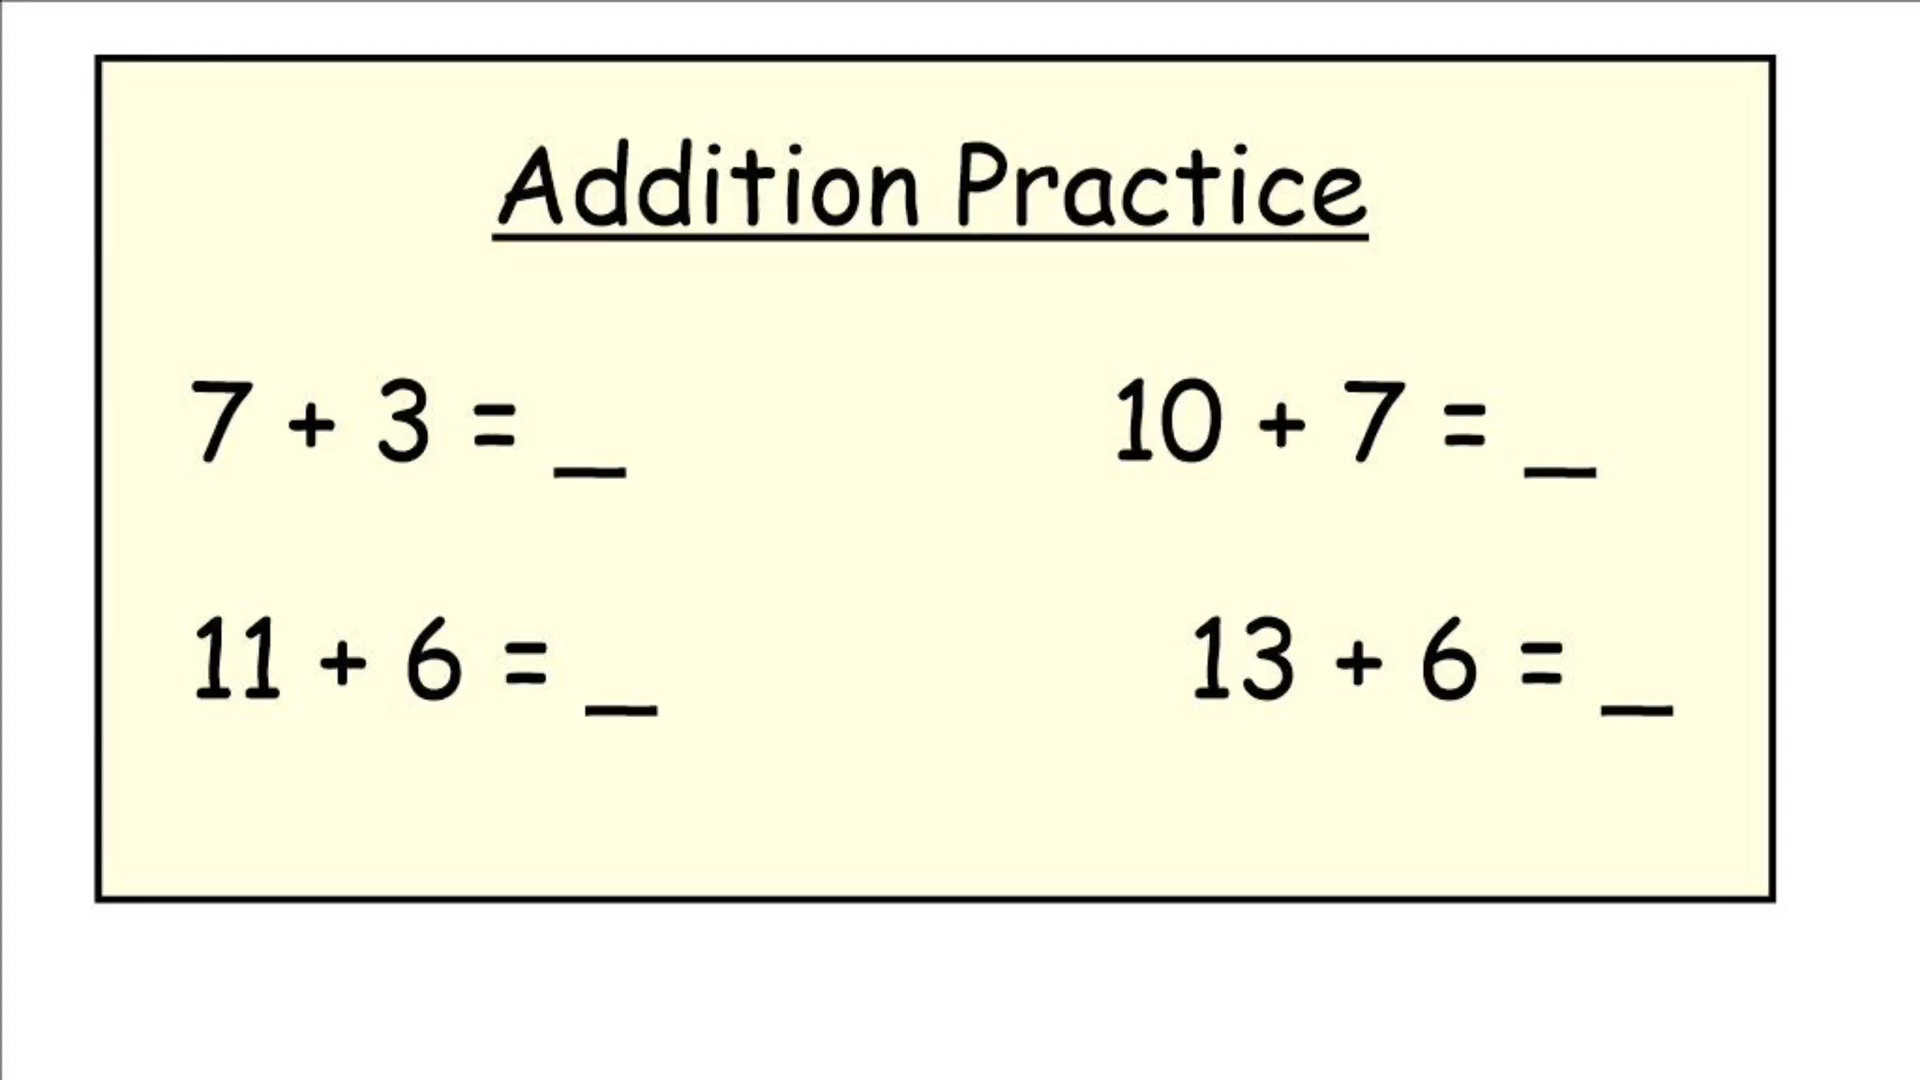 Addition Practice
7 + 3 = _ 10 + 7 = _
11 + 6 = _ 13 + 6 = _